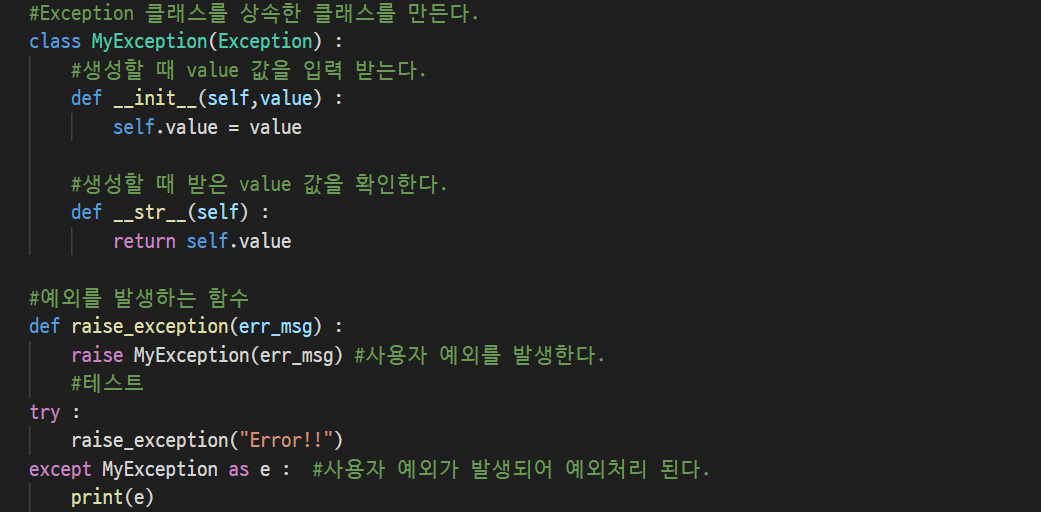 #Exception 클래스를 상속한 클래스를 만든다.
class MyException(Exception) :
    #생성할 때 value 값을 입력 받는다.
    def __init__(self,value) :
        self.value = value

    #생성할 때 받은 value 값을 확인한다.
    def __str__(self) :
        return self.value

#예외를 발생하는 함수
def raise_exception(err_msg) :
    raise MyException(err_msg) #사용자 예외를 발생한다.
    #테스트
try :
    raise_exception("Error!!")
except MyException as e :  #사용자 예외가 발생되어 예외처리 된다.
    print(e)